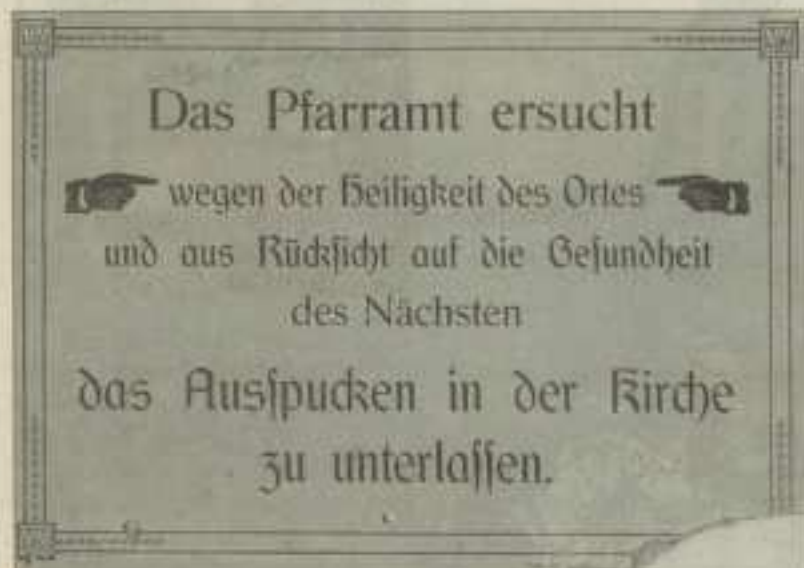 Das Pfarramt ersucht
wegen der Heiligkeit des Ortes
und aus Rückſicht auf die Geſundheit
des Nächsten
das Ausſpucken in der Kirche
zu unterlaſſen.